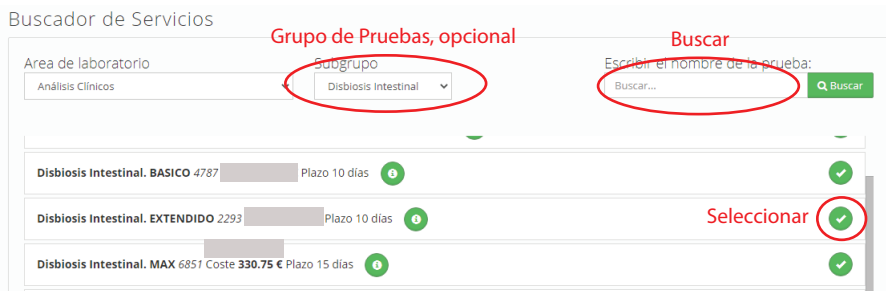 Buscador de Servicios
Grupo de Pruebas, opcional
Buscar
Area de laboratorio
Subgrupo
Escribir el nombre de la prueba:
Análisis Clínicos
Disbiosis Intestinal
Buscar...
Buscar
Disbiosis Intestinal. BASICO 4787 Plazo 10 días
Disbiosis Intestinal. EXTENDIDO 2293 Plazo 10 días
Seleccionar
Disbiosis Intestinal. MAX 6851 Coste 330.75 € Plazo 15 días